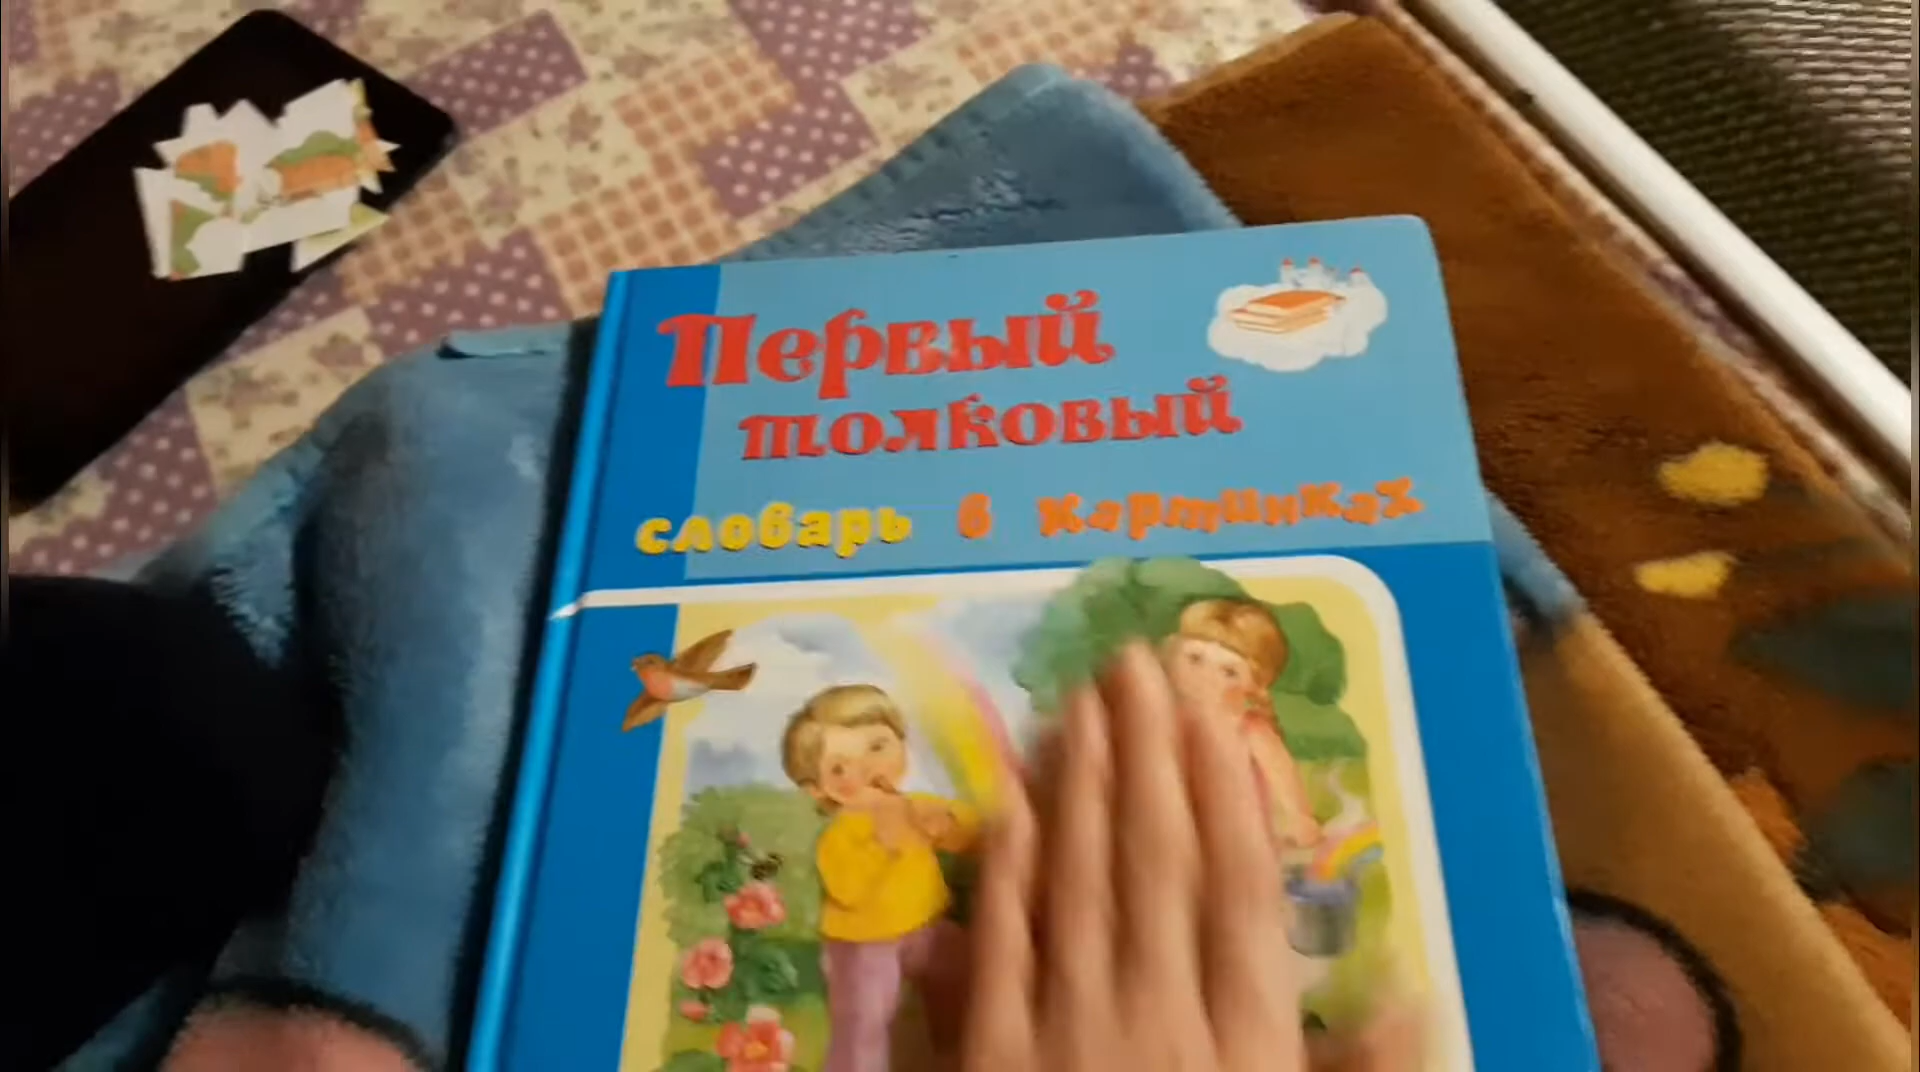 Первый
толковый
словарь в картинках